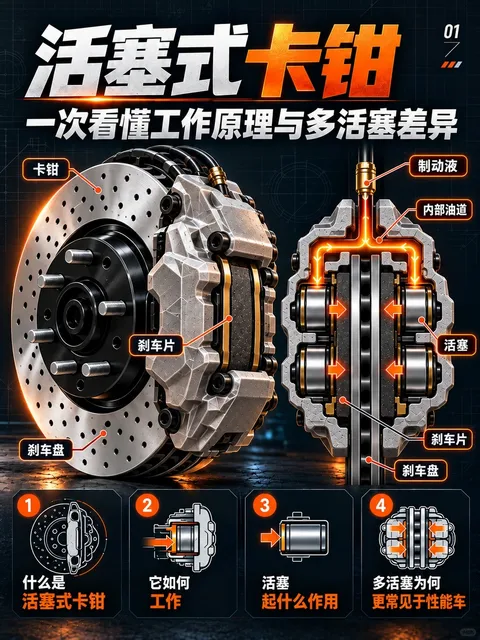 活塞式卡钳
01
一次看懂工作原理与多活塞差异
卡钳
制动液
内部油道
刹车片
活塞
刹车片
刹车盘
刹车盘
1
什么是
活塞式卡钳
2
它如何
工作
3
活塞
起什么作用
4
多活塞为何
更常见于性能车